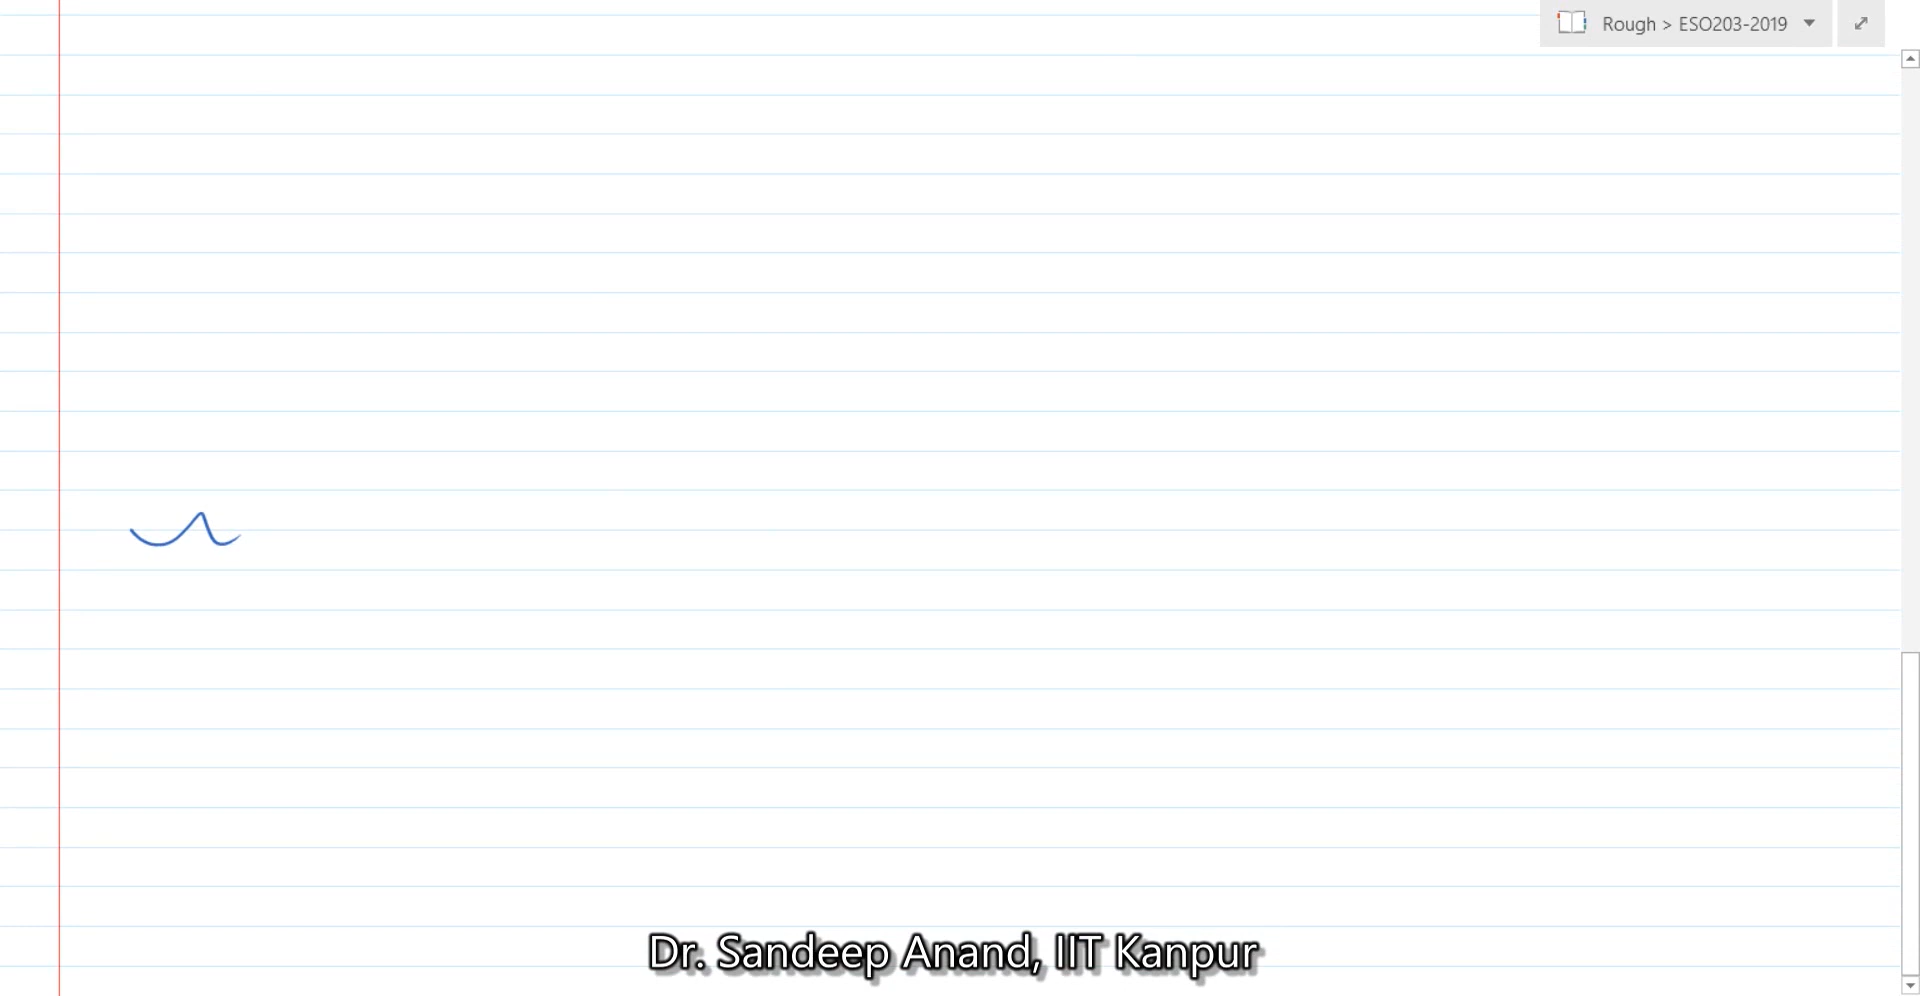 Rough > ESO203-2019
Dr. Sandeep Anand, IIT Kanpur